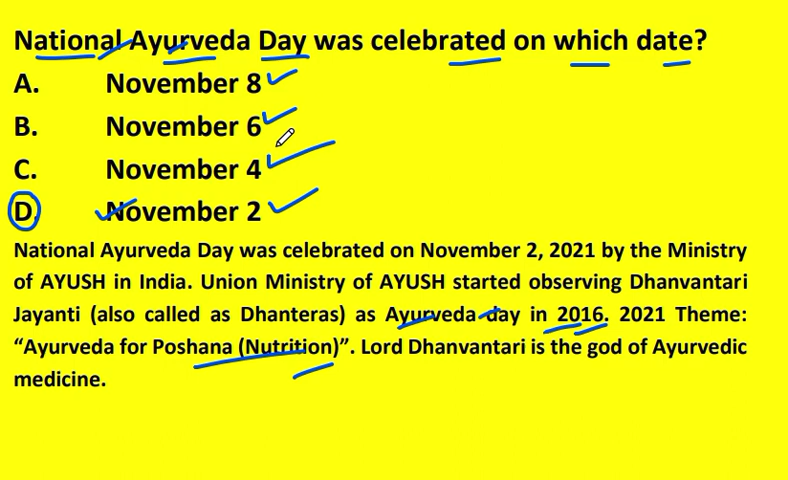 National Ayurveda Day was celebrated on which date?
A. November 8
B. November 6
C. November 4
D. November 2
National Ayurveda Day was celebrated on November 2, 2021 by the Ministry
of AYUSH in India. Union Ministry of AYUSH started observing Dhanvantari
Jayanti (also called as Dhanteras) as Ayurveda day in 2016. 2021 Theme:
“Ayurveda for Poshana (Nutrition)”. Lord Dhanvantari is the god of Ayurvedic
medicine.